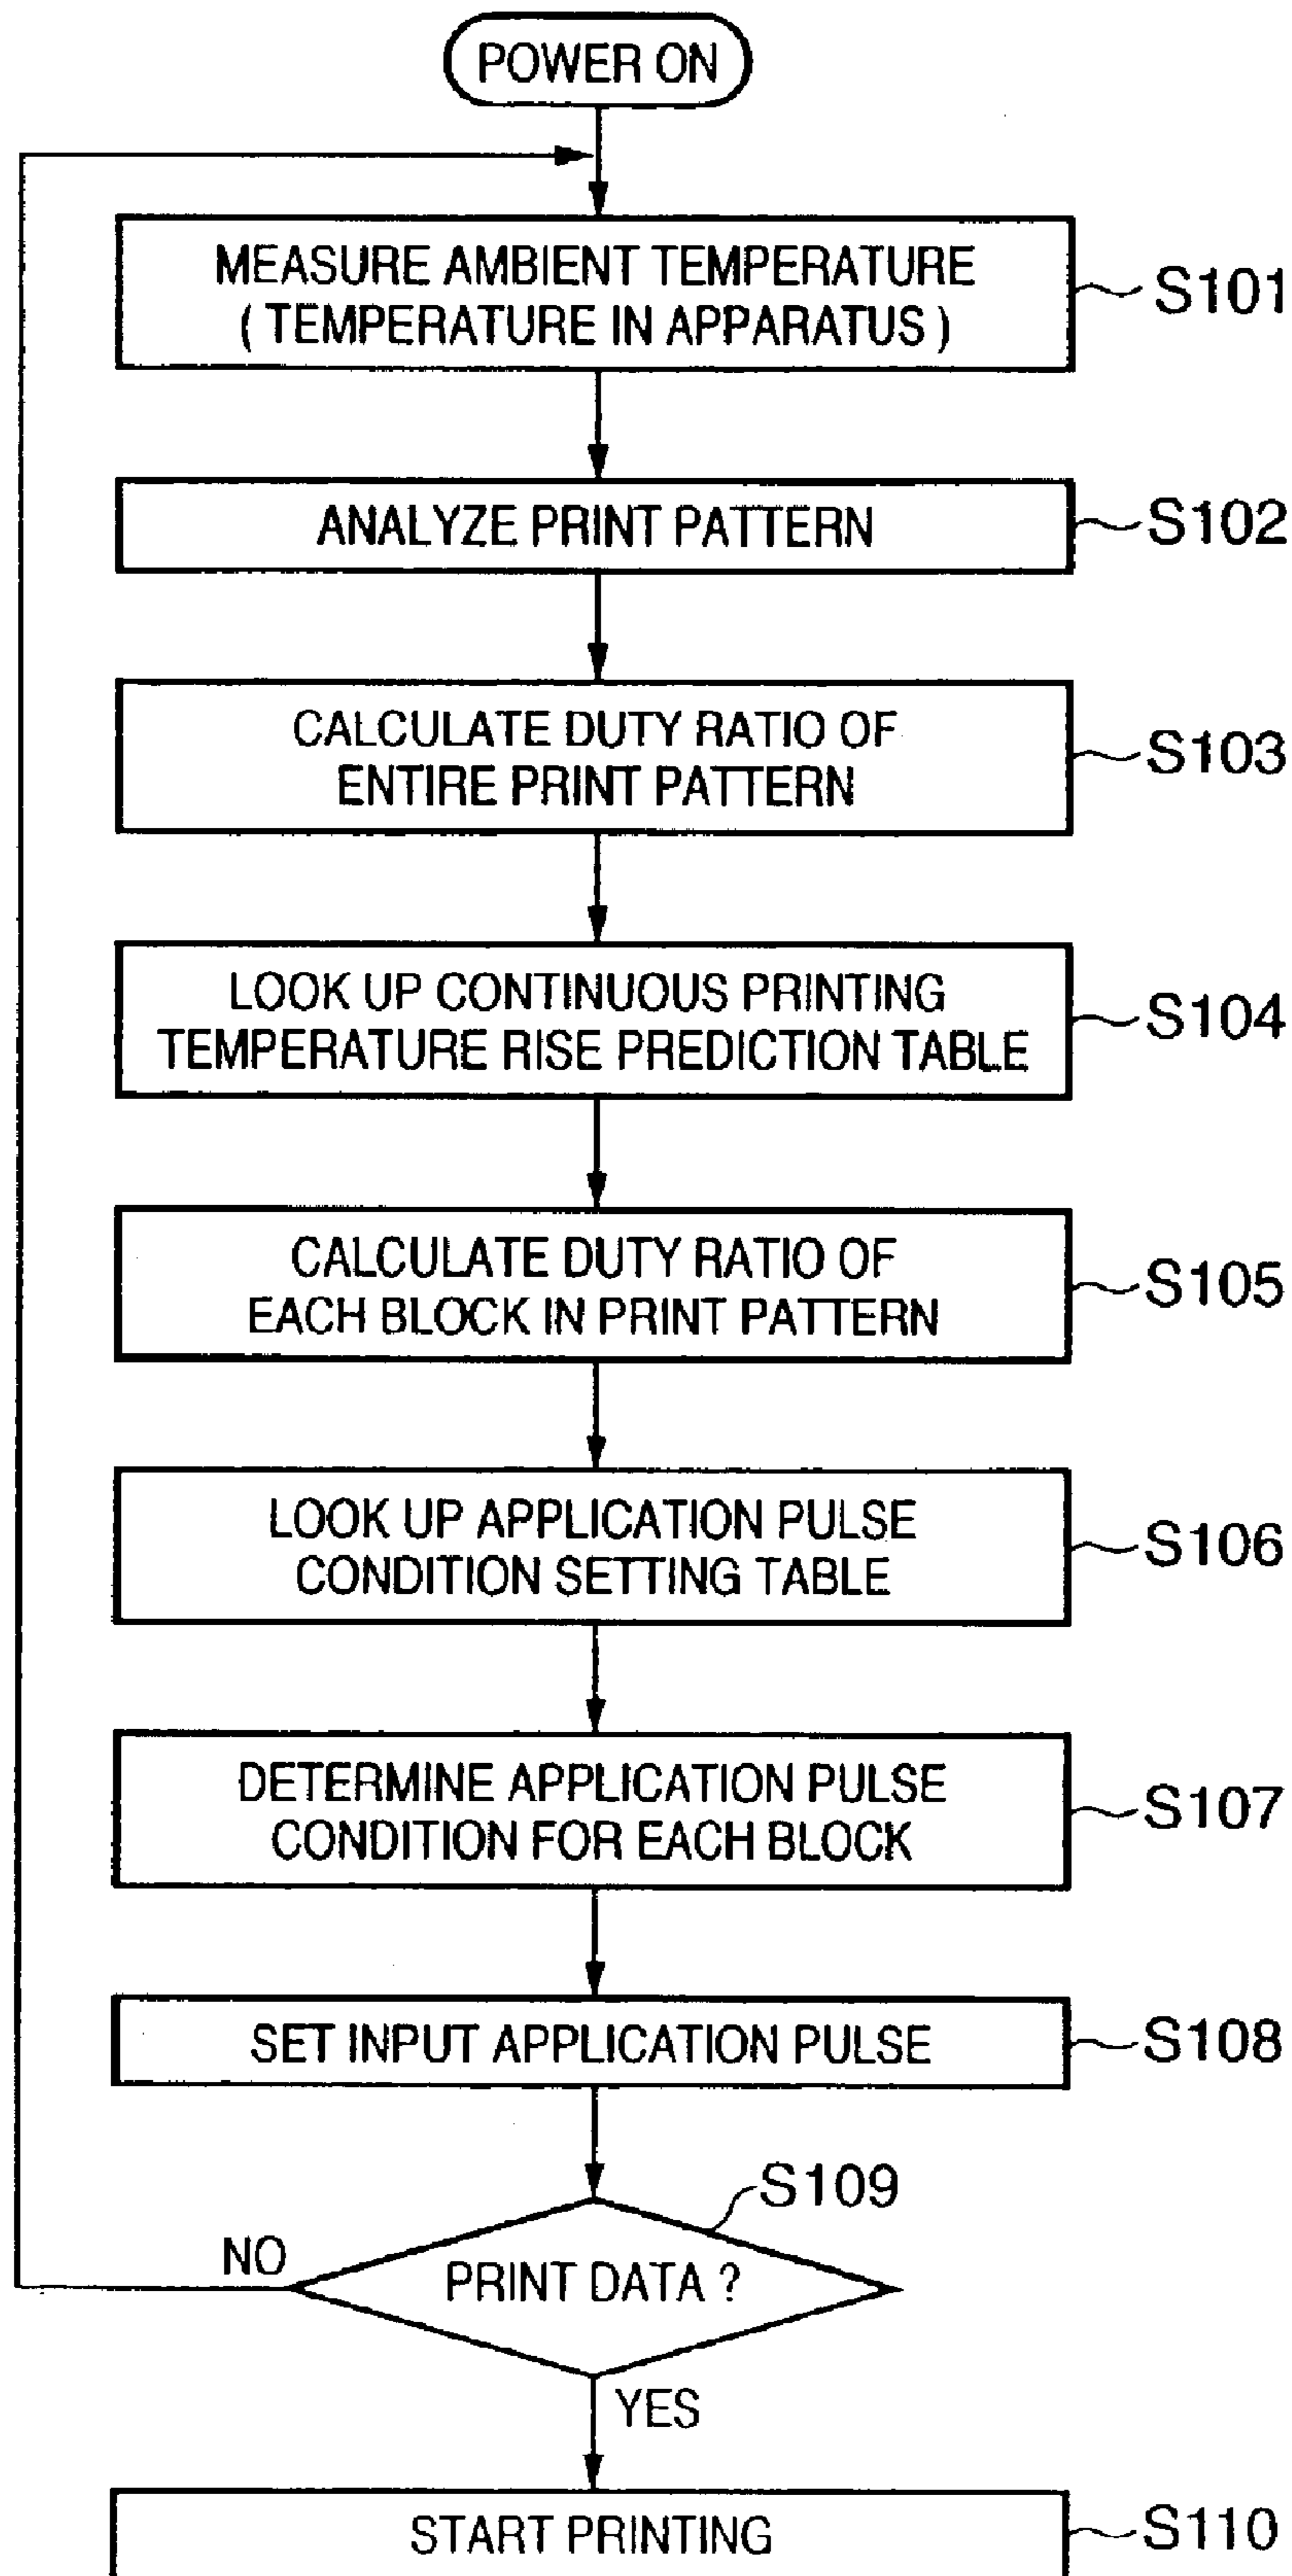 POWER ON
MEASURE AMBIENT TEMPERATURE
( TEMPERATURE IN APPARATUS )
S101
ANALYZE PRINT PATTERN
S102
CALCULATE DUTY RATIO OF
ENTIRE PRINT PATTERN
S103
LOOK UP CONTINUOUS PRINTING
TEMPERATURE RISE PREDICTION TABLE
S104
CALCULATE DUTY RATIO OF
EACH BLOCK IN PRINT PATTERN
S105
LOOK UP APPLICATION PULSE
CONDITION SETTING TABLE
S106
DETERMINE APPLICATION PULSE
CONDITION FOR EACH BLOCK
S107
SET INPUT APPLICATION PULSE
S108
S109
NO
PRINT DATA ?
YES
START PRINTING
S110